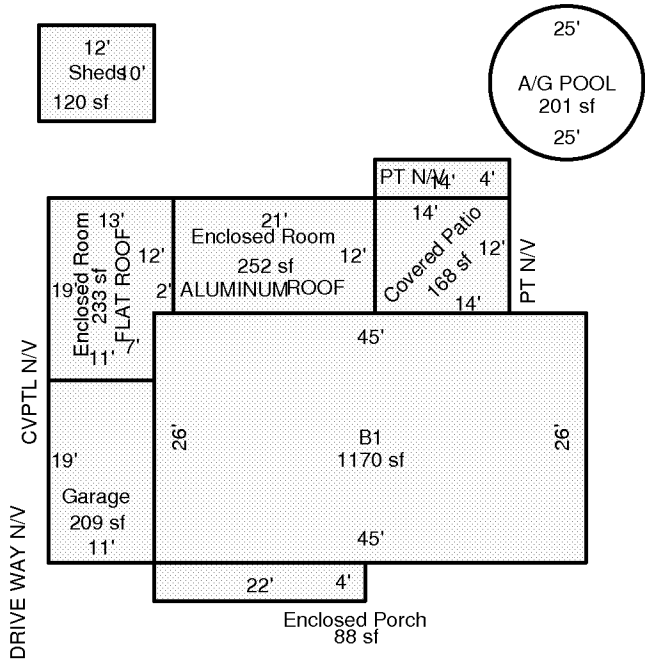 12'
Sheds 10'
120 sf
25'
A/G POOL
201 sf
25'
PT N/V 14' 4'
13'
Enclosed Room
233 sf
FLAT ROOF
12'
19'
2'
7'
11'
21'
Enclosed Room
252 sf
12'
ALUMINUM ROOF
14'
Covered Patio
168 sf
12'
14'
PT N/V
CVPTL N/V
45'
26'
B1
1170 sf
26'
45'
19'
Garage
209 sf
11'
DRIVE WAY N/V
22' 4'
Enclosed Porch
88 sf